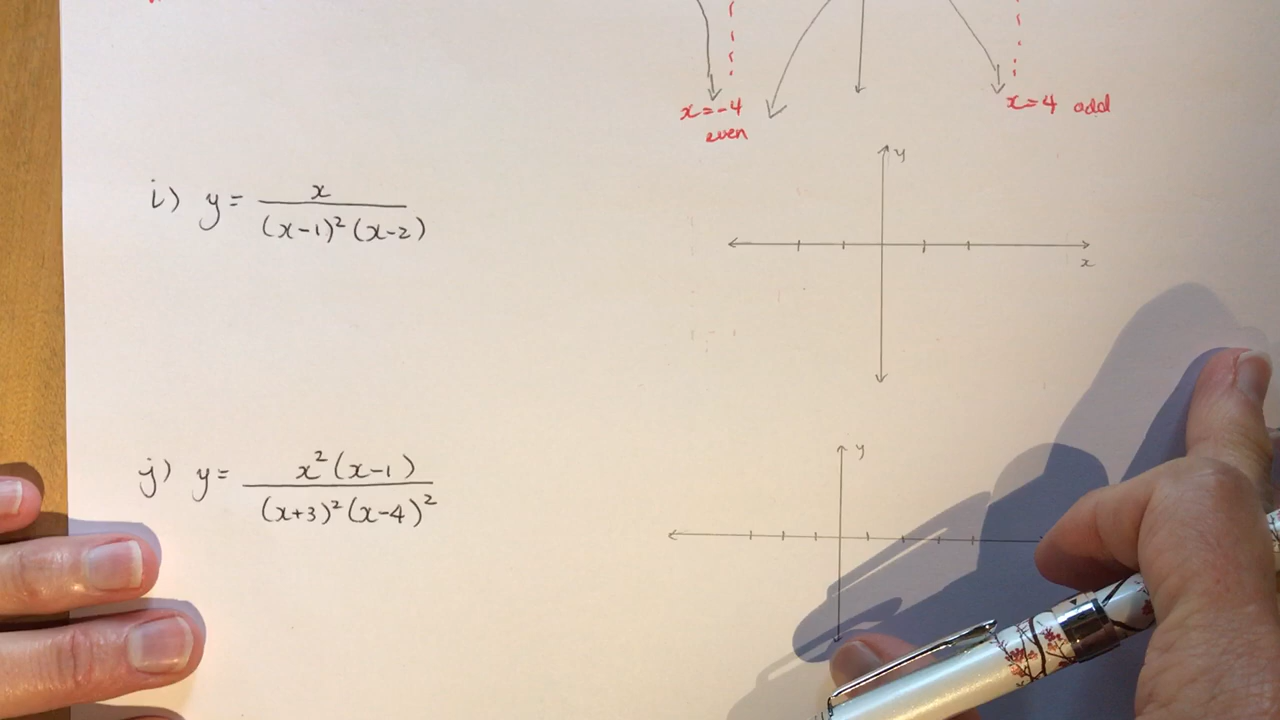 x=-4
even
x=4 odd
y
x
i) y= x
(x-1)² (x-2)
y
j) y= x² (x-1)
(x+3)² (x-4)²